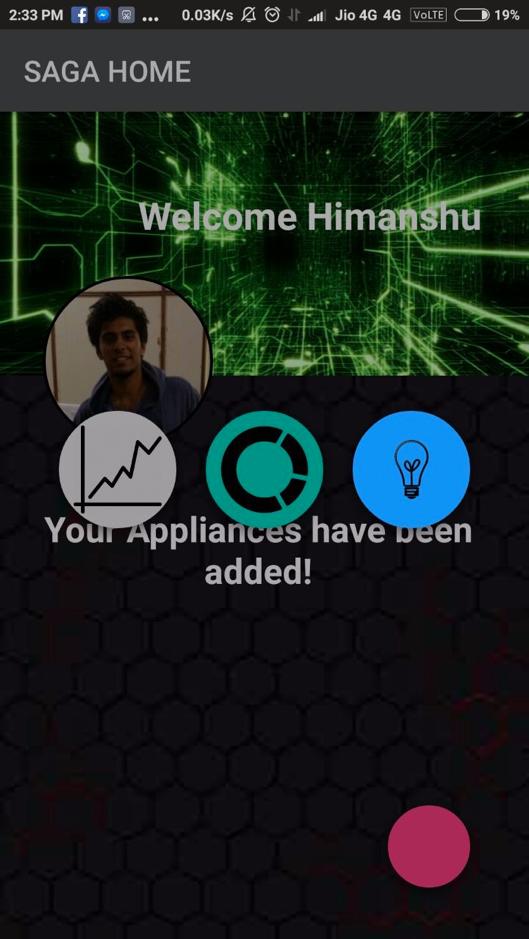 2:33 PM ... 0.03K/s Jio 4G 4G VoLTE 19%
SAGA HOME
Welcome Himanshu
Your Appliances have been
added!